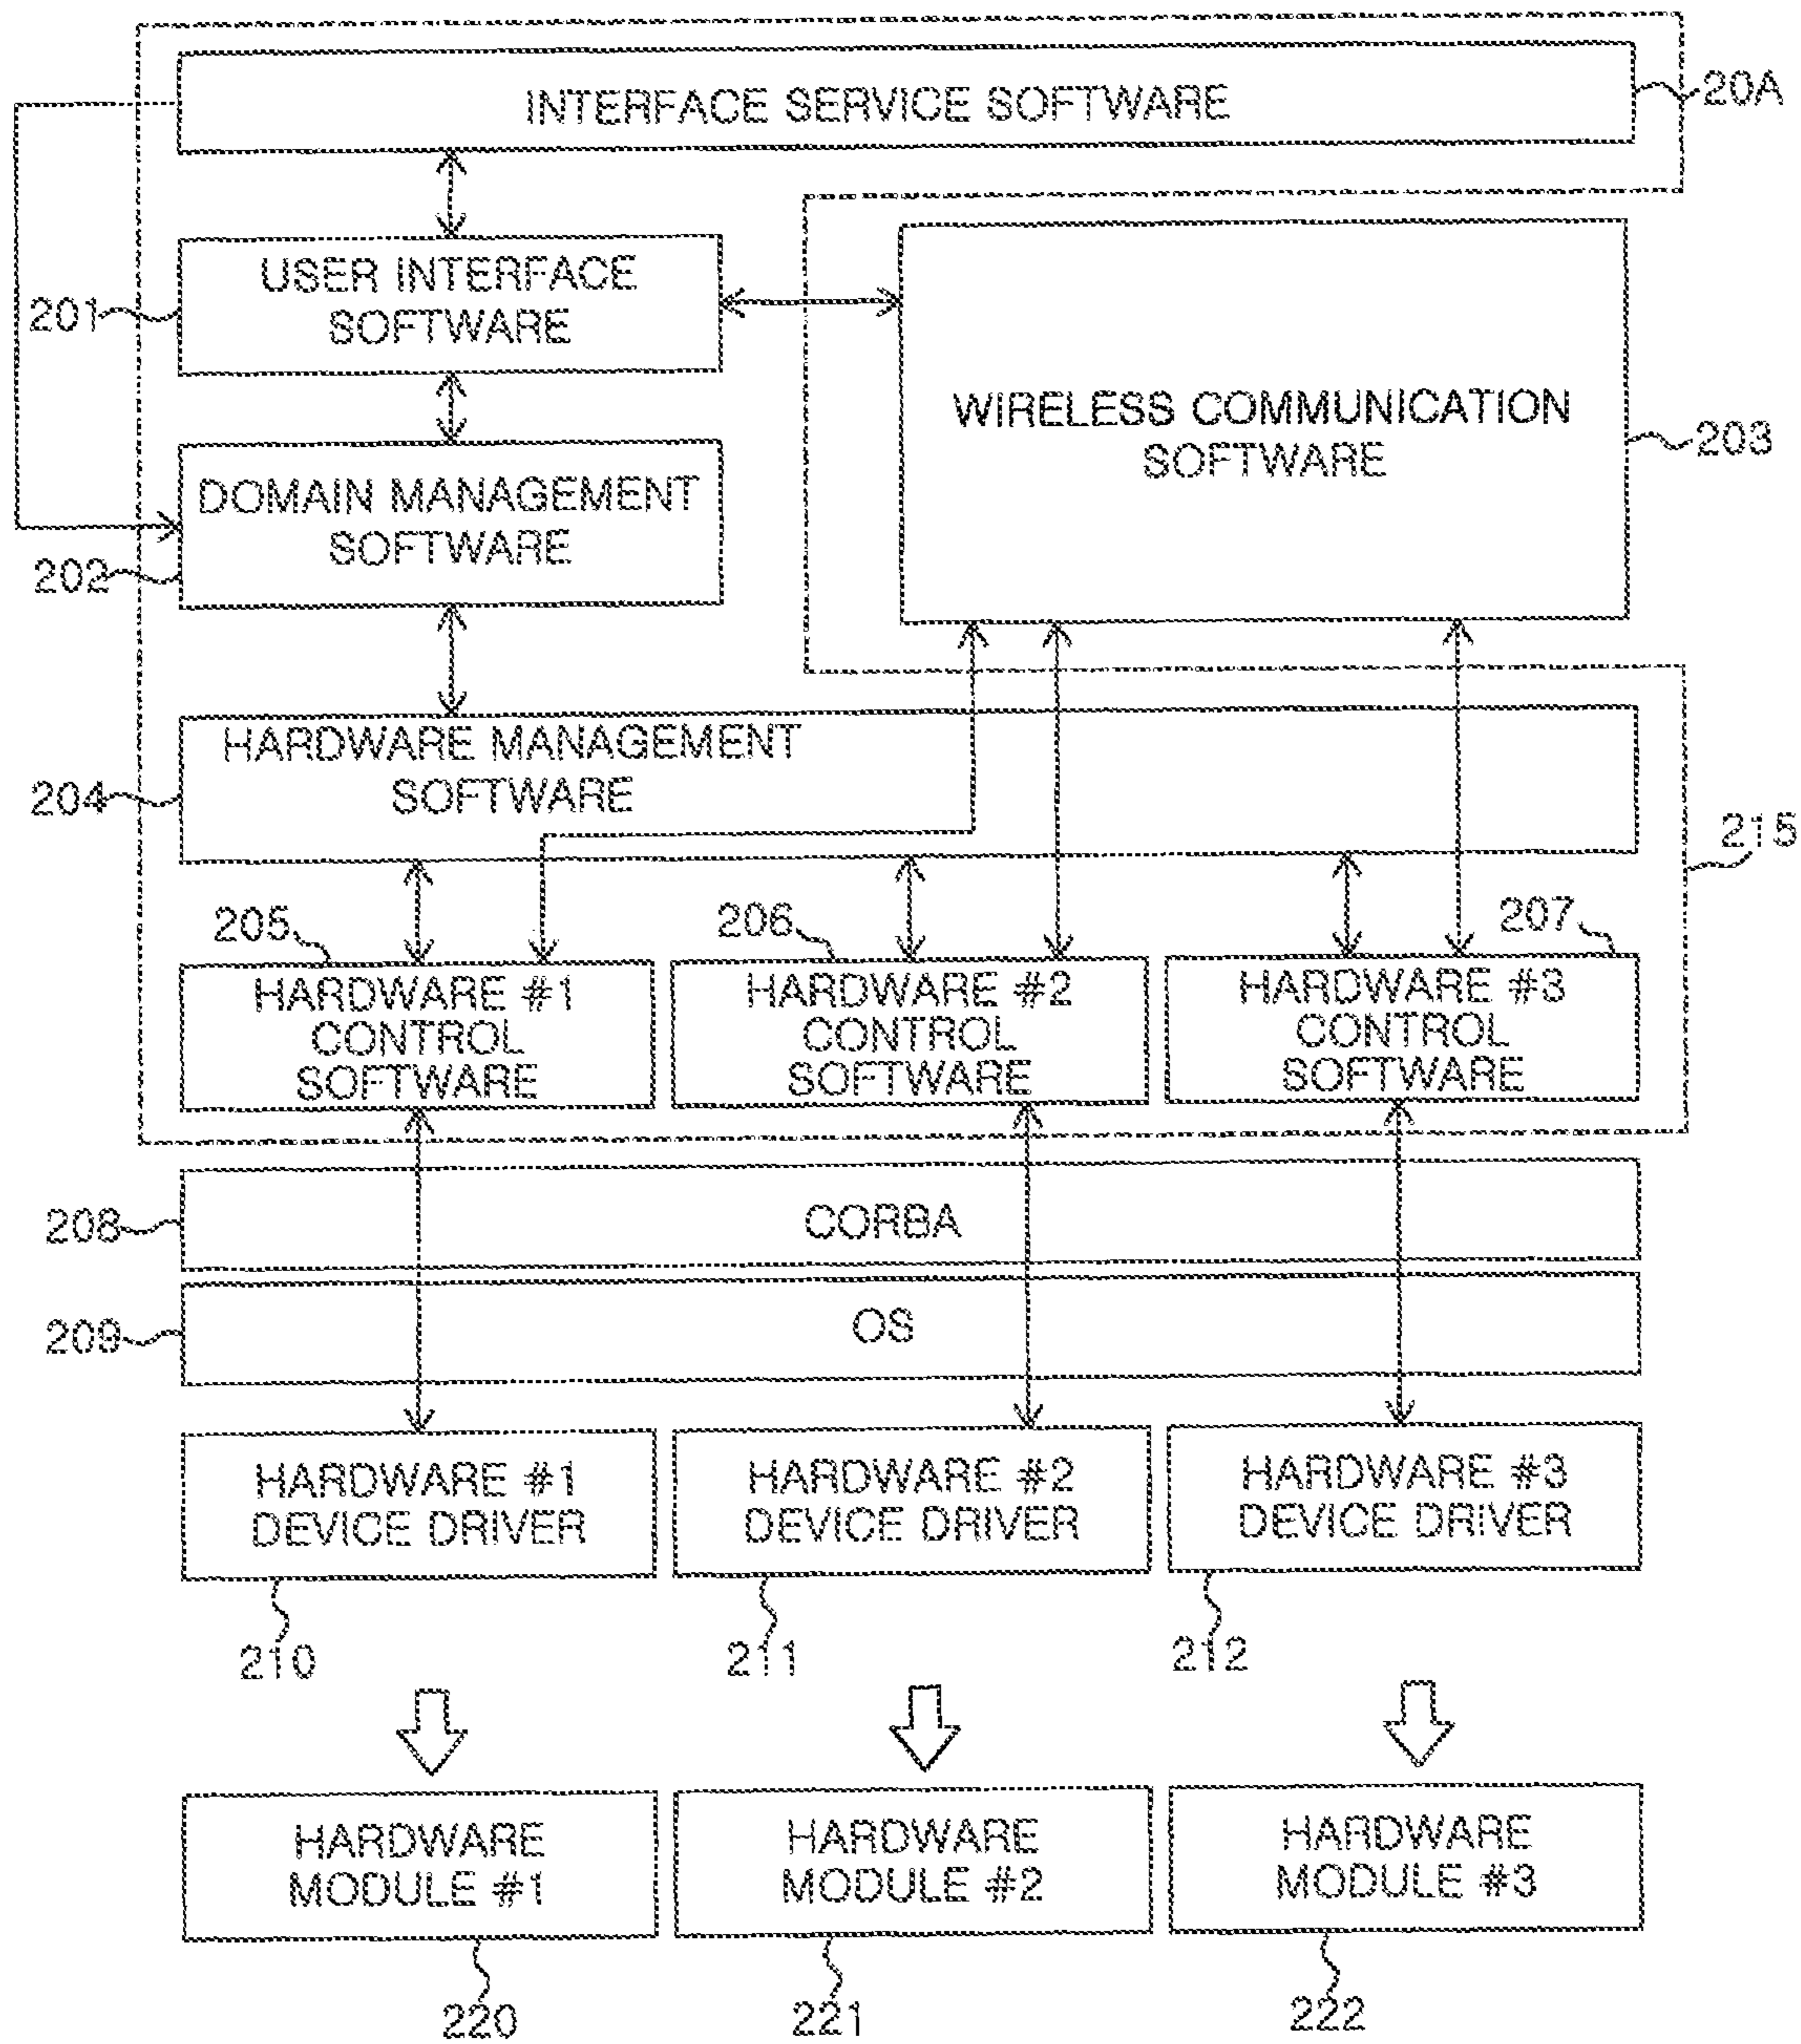 INTERFACE SERVICE SOFTWARE
20A
USER INTERFACE
SOFTWARE
201
WIRELESS COMMUNICATION
SOFTWARE
203
DOMAIN MANAGEMENT
SOFTWARE
202
HARDWARE MANAGEMENT
SOFTWARE
204
215
205
206
207
HARDWARE #1
CONTROL
SOFTWARE
HARDWARE #2
CONTROL
SOFTWARE
HARDWARE #3
CONTROL
SOFTWARE
208
CORBA
209
OS
HARDWARE #1
DEVICE DRIVER
HARDWARE #2
DEVICE DRIVER
HARDWARE #3
DEVICE DRIVER
210
211
212
HARDWARE
MODULE #1
HARDWARE
MODULE #2
HARDWARE
MODULE #3
220
221
222